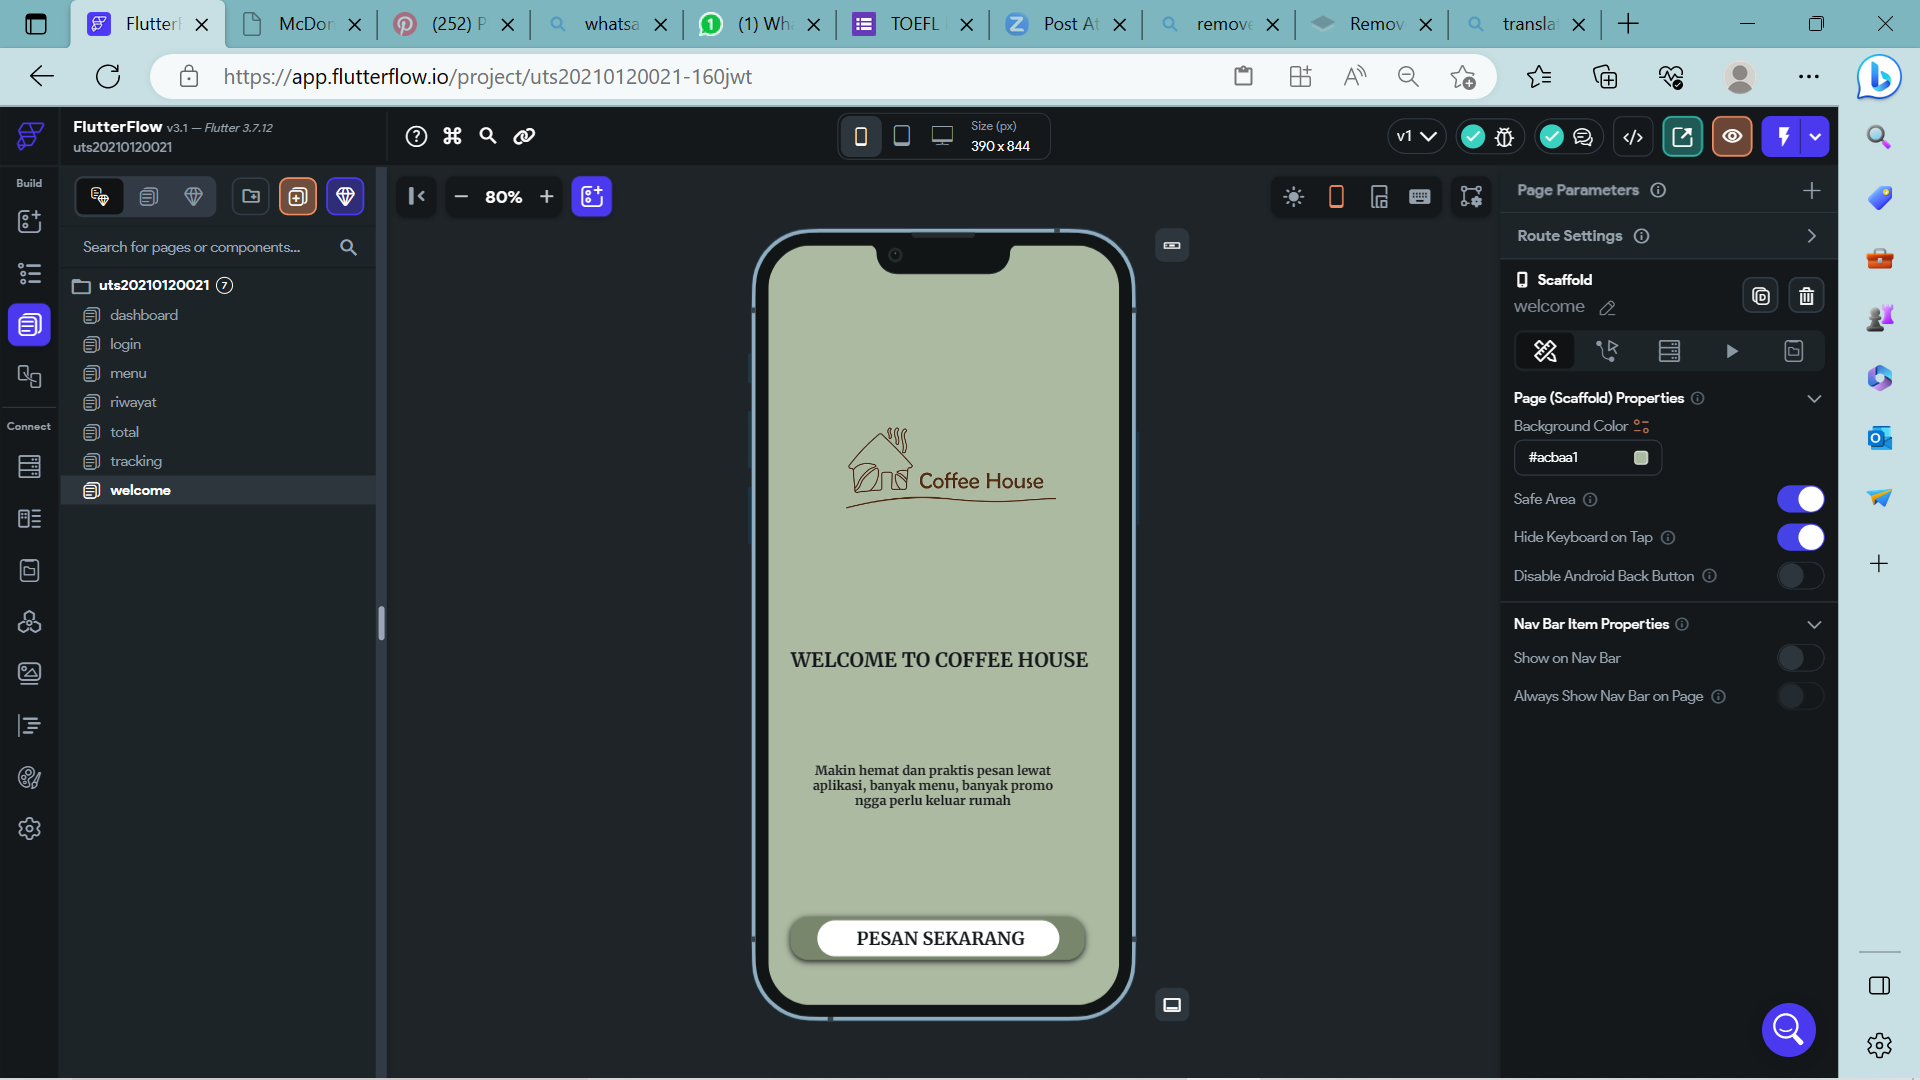 Flutter
McDon
(252) P
whatsa
(1) Wha
TOEFL
Post At
remove
Remov
transla
https://app.flutterflow.io/project/uts20210120021-160jwt
FlutterFlow v3.1 — Flutter 3.7.12
uts20210120021
Size (px)
390 x 844
v1
Build
80%
Search for pages or components...
uts20210120021 7
dashboard
login
menu
riwayat
total
tracking
welcome
Connect
Coffee House
WELCOME TO COFFEE HOUSE
Makin hemat dan praktis pesan lewat
aplikasi, banyak menu, banyak promo
ngga perlu keluar rumah
PESAN SEKARANG
Page Parameters
Route Settings
Scaffold
welcome
Page (Scaffold) Properties
Background Color
#acbaa1
Safe Area
Hide Keyboard on Tap
Disable Android Back Button
Nav Bar Item Properties
Show on Nav Bar
Always Show Nav Bar on Page